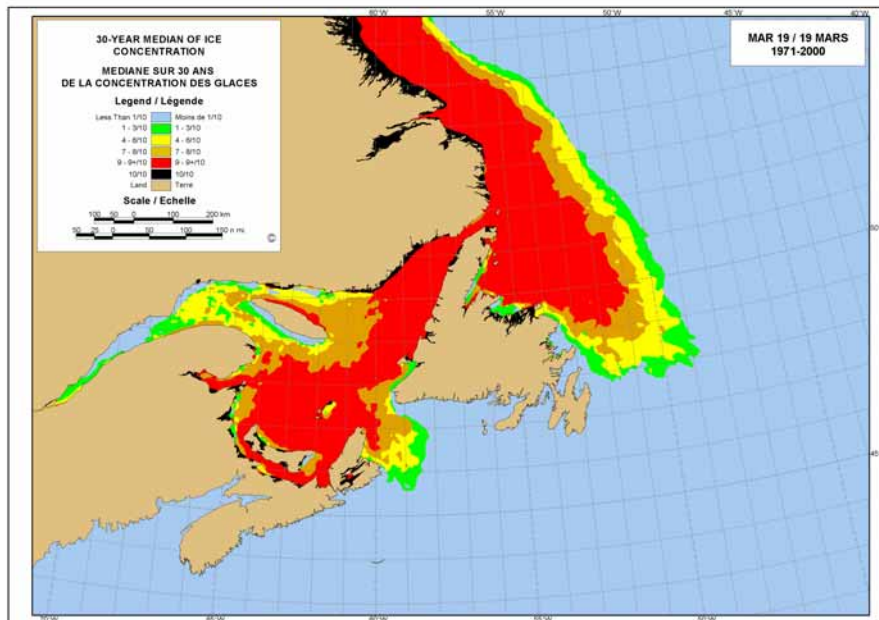 60°W 55°W 50°W 45°W 40°W
30-YEAR MEDIAN OF ICE
CONCENTRATION
MEDIANE SUR 30 ANS
DE LA CONCENTRATION DES GLACES
Legend / Légende
Less Than 1/10 Moins de 1/10
1 - 3/10 1 - 3/10
4 - 6/10 4 - 6/10
7 - 8/10 7 - 8/10
9 - 9+/10 9 - 9+/10
10/10 10/10
Land Terre
Scale / Echelle
100 50 0 100 200 km
50 25 0 50 100 150 n mi
©
MAR 19 / 19 MARS
1971-2000
70°W 65°W 60°W 55°W 50°W